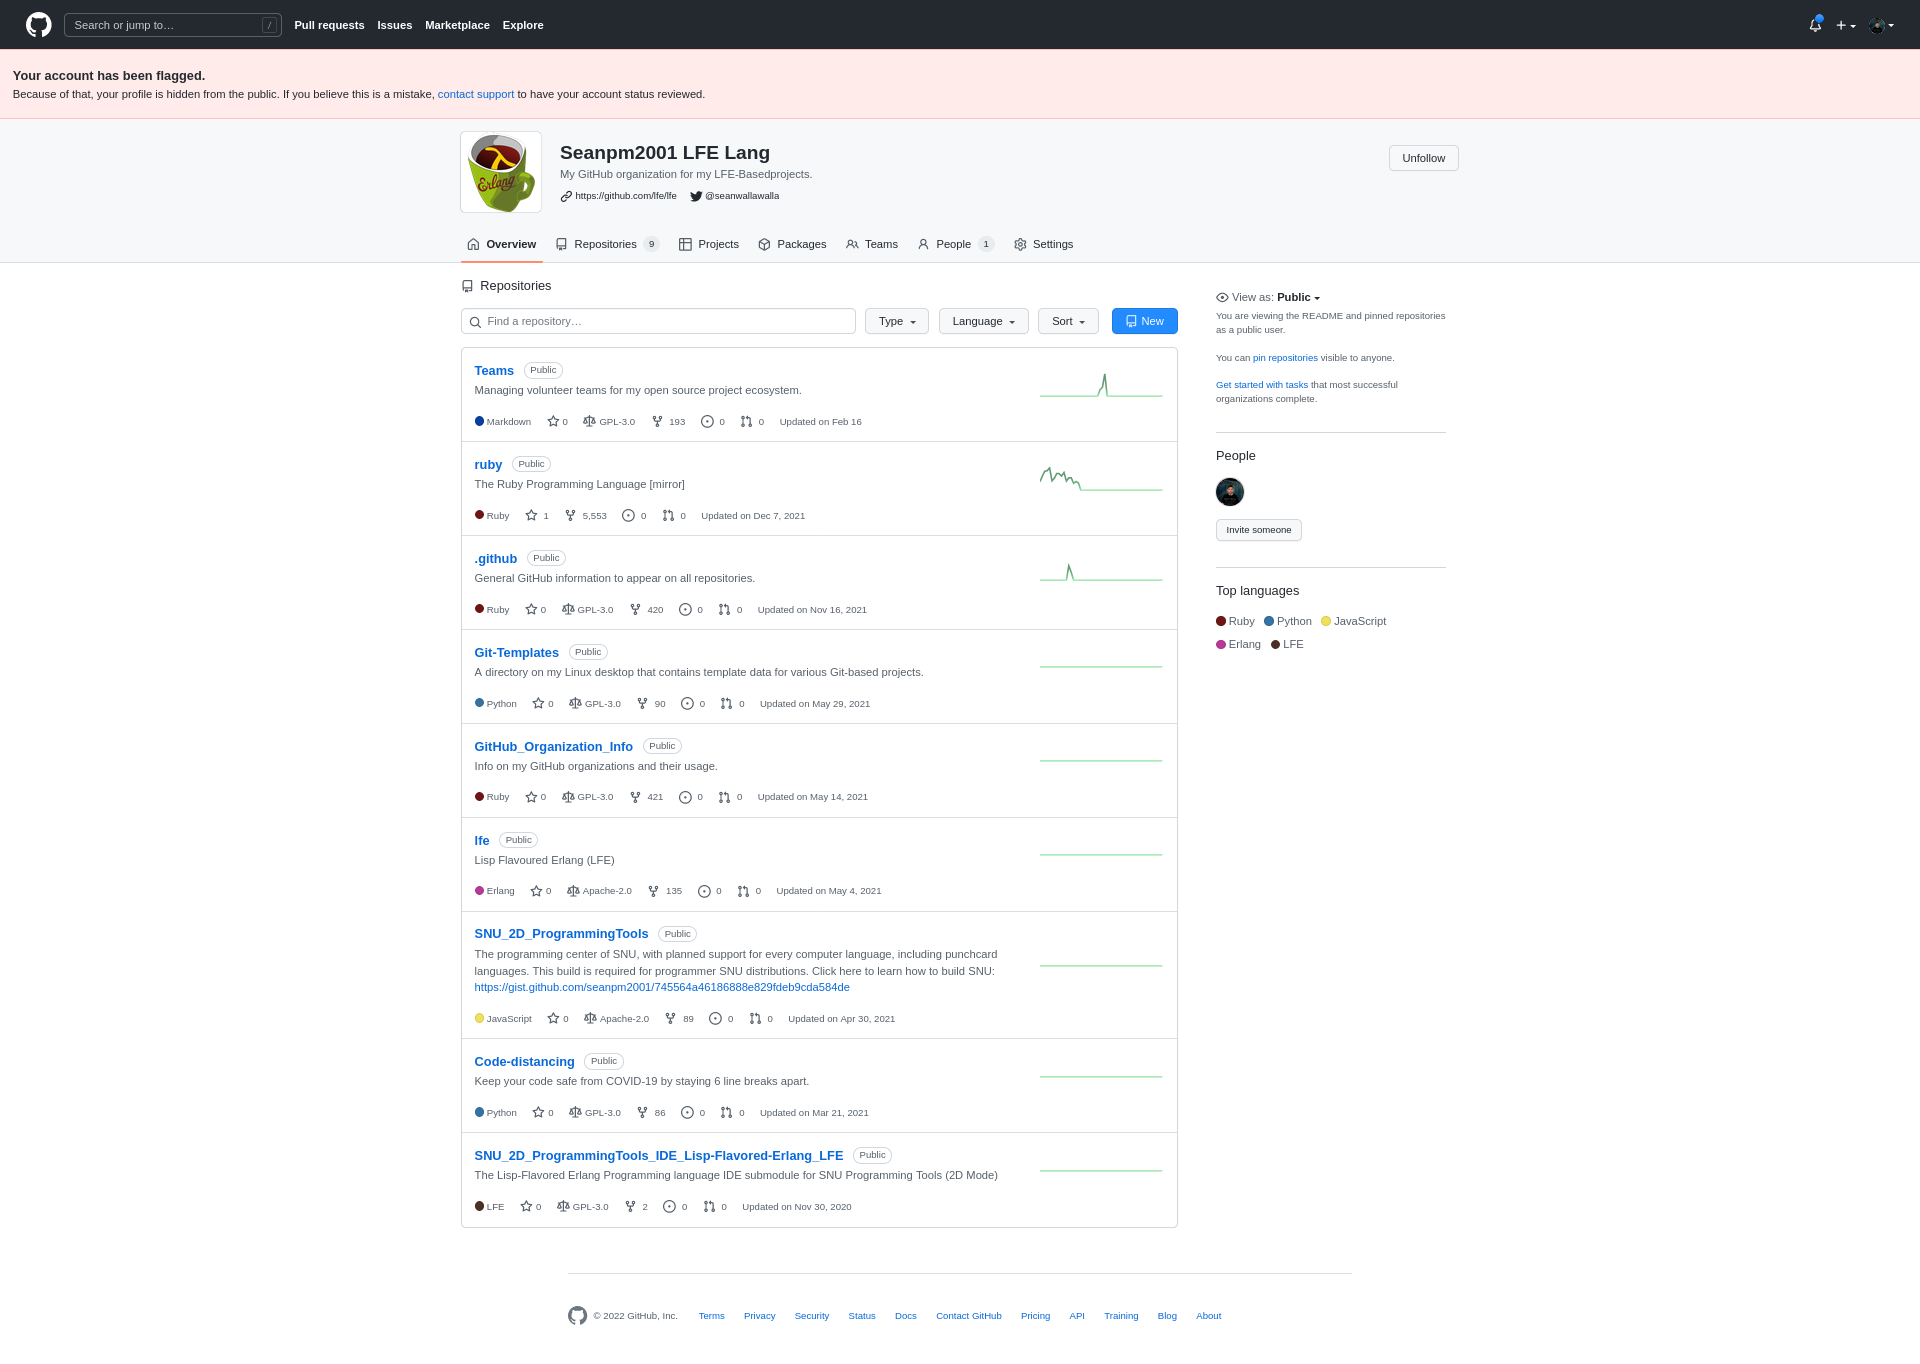 Search or jump to…
/
Pull requests Issues Marketplace Explore
Your account has been flagged.
Because of that, your profile is hidden from the public. If you believe this is a mistake, contact support to have your account status reviewed.
Erlang
Seanpm2001 LFE Lang
My GitHub organization for my LFE-Basedprojects.
https://github.com/lfe/lfe @seanwallawalla
Unfollow
Overview Repositories 9 Projects Packages Teams People 1 Settings
Repositories
Find a repository…
Type Language Sort New
Teams Public
Managing volunteer teams for my open source project ecosystem.
Markdown 0 GPL-3.0 193 0 0 Updated on Feb 16
ruby Public
The Ruby Programming Language [mirror]
Ruby 1 5,553 0 0 Updated on Dec 7, 2021
.github Public
General GitHub information to appear on all repositories.
Ruby 0 GPL-3.0 420 0 0 Updated on Nov 16, 2021
Git-Templates Public
A directory on my Linux desktop that contains template data for various Git-based projects.
Python 0 GPL-3.0 90 0 0 Updated on May 29, 2021
GitHub_Organization_Info Public
Info on my GitHub organizations and their usage.
Ruby 0 GPL-3.0 421 0 0 Updated on May 14, 2021
lfe Public
Lisp Flavoured Erlang (LFE)
Erlang 0 Apache-2.0 135 0 0 Updated on May 4, 2021
SNU_2D_ProgrammingTools Public
The programming center of SNU, with planned support for every computer language, including punchcard
languages. This build is required for programmer SNU distributions. Click here to learn how to build SNU:
https://gist.github.com/seanpm2001/745564a46186888e829fdeb9cda584de
JavaScript 0 Apache-2.0 89 0 0 Updated on Apr 30, 2021
Code-distancing Public
Keep your code safe from COVID-19 by staying 6 line breaks apart.
Python 0 GPL-3.0 86 0 0 Updated on Mar 21, 2021
SNU_2D_ProgrammingTools_IDE_Lisp-Flavored-Erlang_LFE Public
The Lisp-Flavored Erlang Programming language IDE submodule for SNU Programming Tools (2D Mode)
LFE 0 GPL-3.0 2 0 0 Updated on Nov 30, 2020
View as: Public
You are viewing the README and pinned repositories
as a public user.
You can pin repositories visible to anyone.
Get started with tasks that most successful
organizations complete.
People
Invite someone
Top languages
Ruby Python JavaScript
Erlang LFE
© 2022 GitHub, Inc. Terms Privacy Security Status Docs Contact GitHub Pricing API Training Blog About